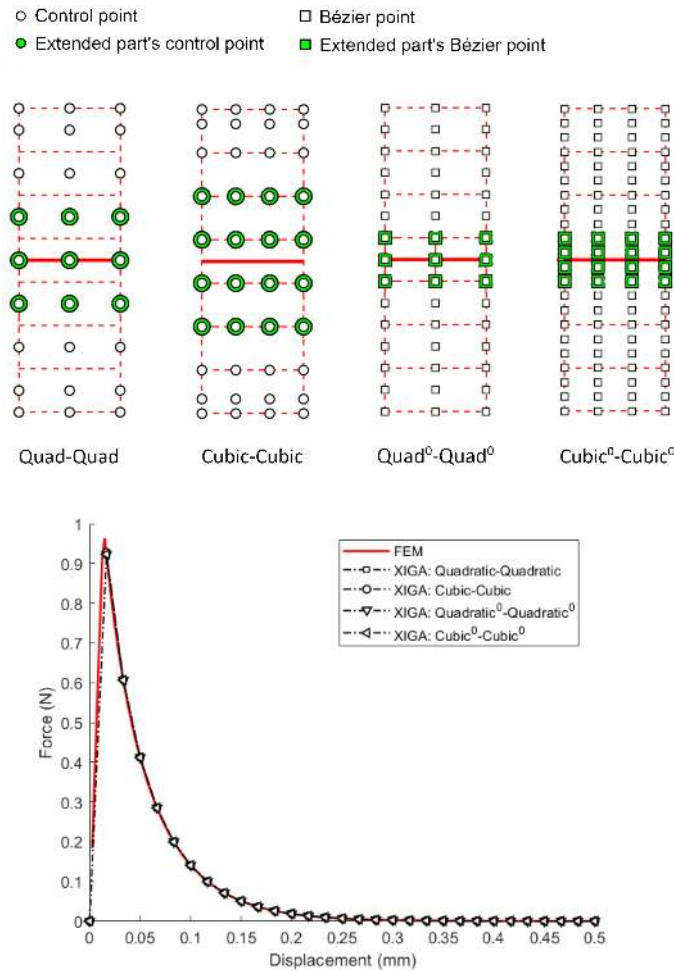 Control point
Bézier point
Extended part's control point
Extended part's Bézier point
Quad-Quad
Cubic-Cubic
Quad⁰-Quad⁰
Cubic⁰-Cubic⁰
1
0.9
0.8
0.7
0.6
0.5
0.4
0.3
0.2
0.1
0
Force (N)
FEM
XIGA: Quadratic-Quadratic
XIGA: Cubic-Cubic
XIGA: Quadratic⁰-Quadratic⁰
XIGA: Cubic⁰-Cubic⁰
0 0.05 0.1 0.15 0.2 0.25 0.3 0.35 0.4 0.45 0.5
Displacement (mm)